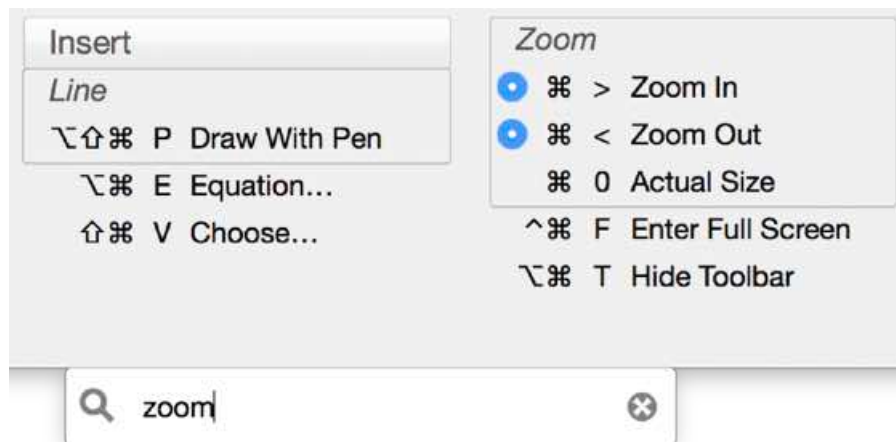 Insert
Line
⌥⇧⌘ P Draw With Pen
⌥⌘ E Equation...
⇧⌘ V Choose...
Zoom
⌘ > Zoom In
⌘ < Zoom Out
⌘ 0 Actual Size
^⌘ F Enter Full Screen
⌥⌘ T Hide Toolbar
zoom